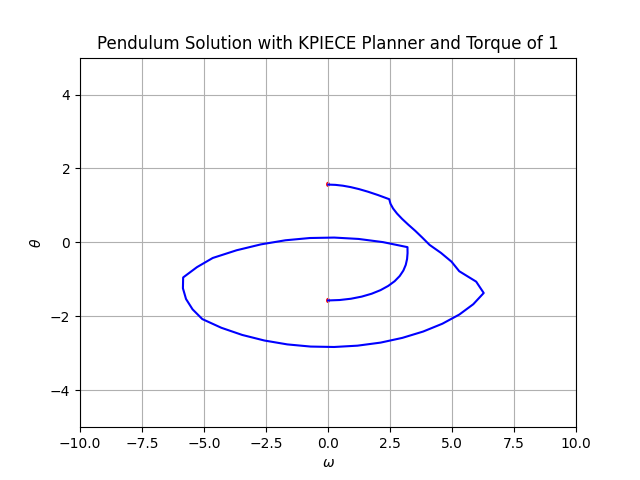 Pendulum Solution with KPIECE Planner and Torque of 1
4
2
0
−2
−4
θ
−10.0 −7.5 −5.0 −2.5 0.0 2.5 5.0 7.5 10.0
ω